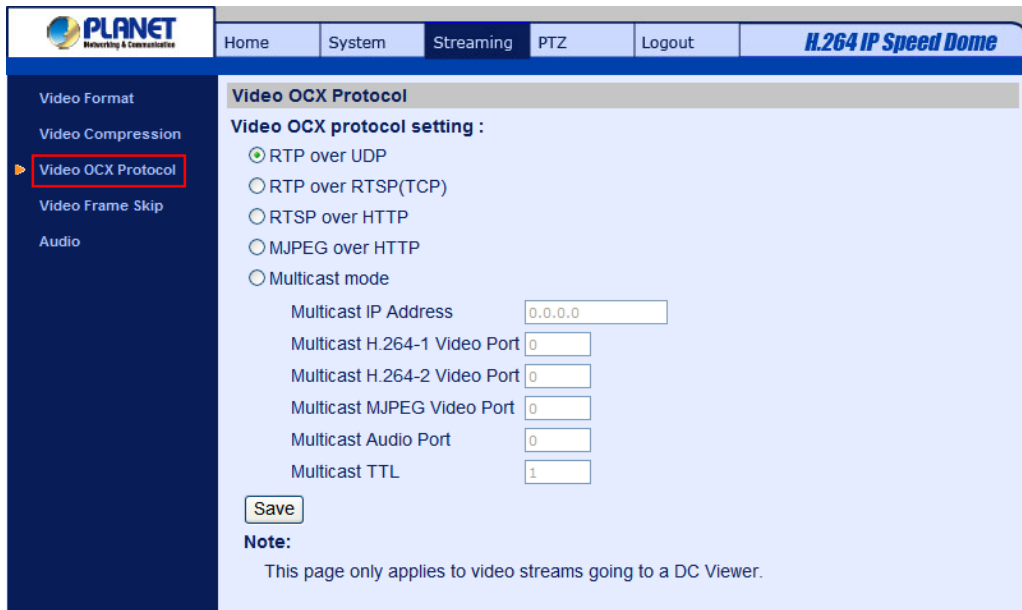 PLANET
Networking & Communication
Home System Streaming PTZ Logout H.264 IP Speed Dome
Video Format
Video Compression
Video OCX Protocol
Video Frame Skip
Audio
Video OCX Protocol
Video OCX protocol setting :
RTP over UDP
RTP over RTSP(TCP)
RTSP over HTTP
MJPEG over HTTP
Multicast mode
Multicast IP Address 0.0.0.0
Multicast H.264-1 Video Port 0
Multicast H.264-2 Video Port 0
Multicast MJPEG Video Port 0
Multicast Audio Port 0
Multicast TTL 1
Save
Note:
This page only applies to video streams going to a DC Viewer.